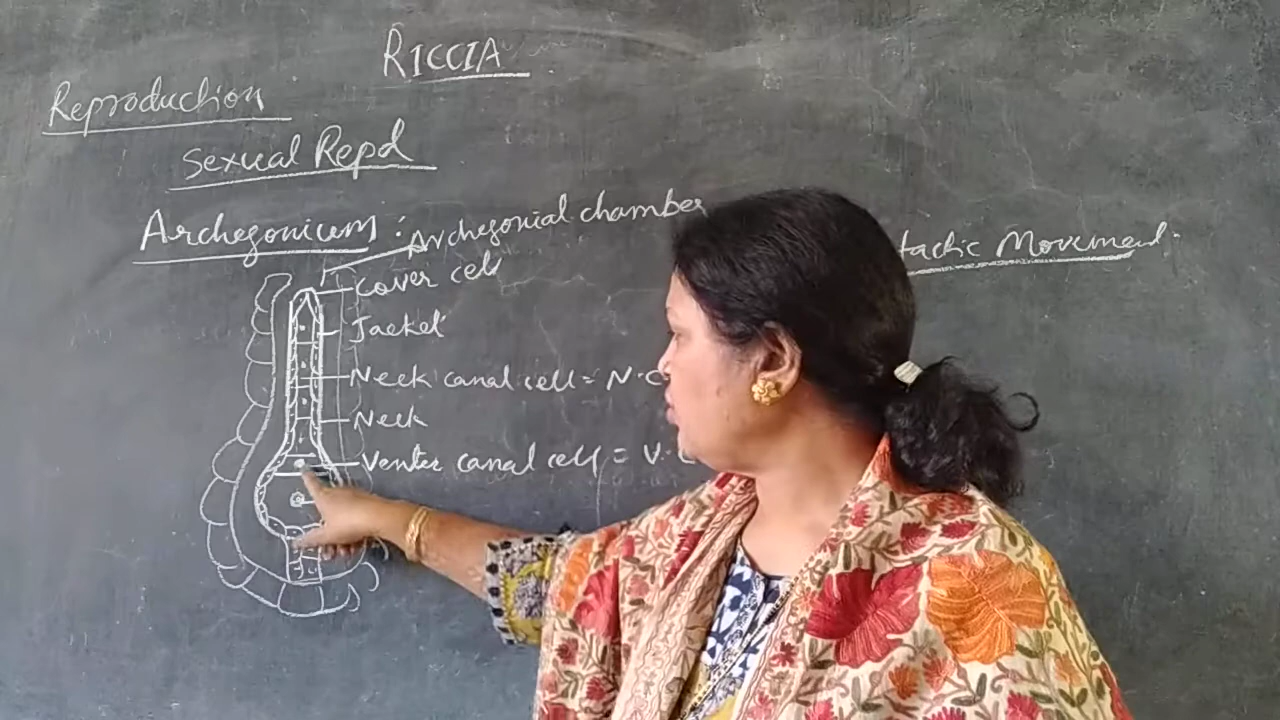 RICCIA
Reproduction
Sexual Repd
Archegonium :
Archegonial chamber
tactic Movement.
Cover cell
Jacket
Neck canal cell = N.C
Neck
Venter canal cell = V.C